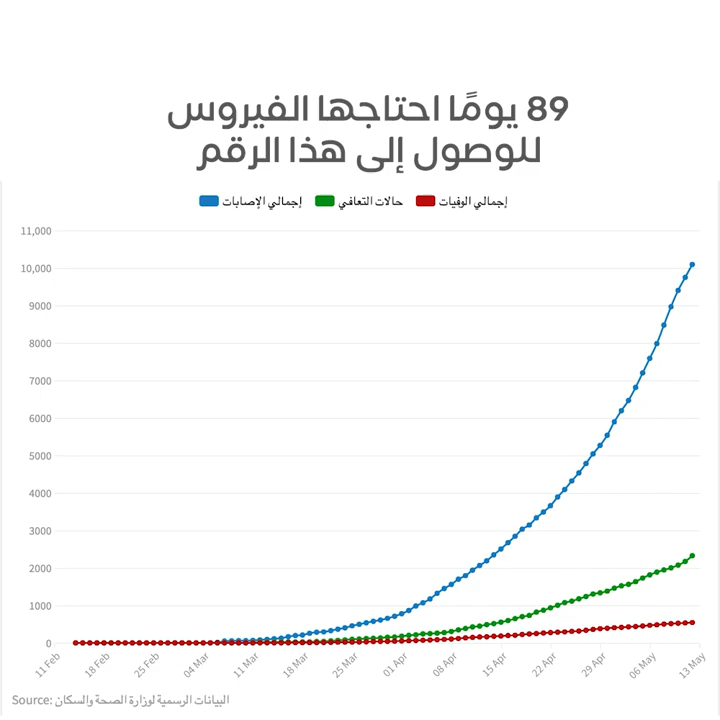 89 يومًا احتاجها الفيروس
للوصول إلى هذا الرقم
إجمالي الإصابات حالات التعافي إجمالي الوفيات
11,000
10,000
9000
8000
7000
6000
5000
4000
3000
2000
1000
0
11 Feb
18 Feb
25 Feb
04 Mar
11 Mar
18 Mar
25 Mar
01 Apr
08 Apr
15 Apr
22 Apr
29 Apr
06 May
13 May
Source: البيانات الرسمية لوزارة الصحة والسكان